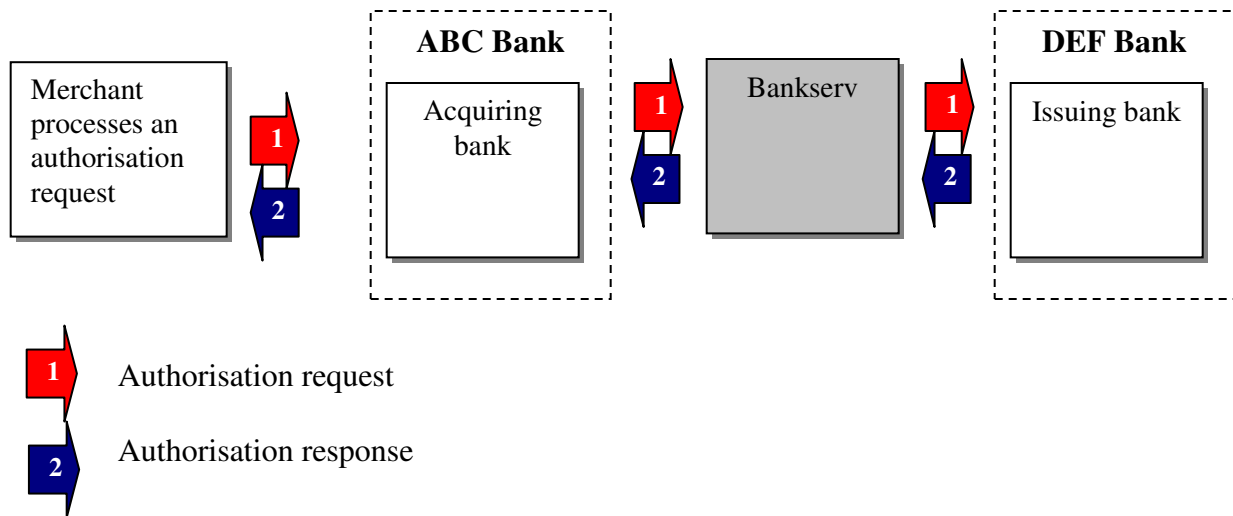 ABC Bank
DEF Bank
Merchant
processes an
authorisation
request
1
2
Acquiring
bank
1
2
Bankserv
1
2
Issuing bank
1
Authorisation request
2
Authorisation response